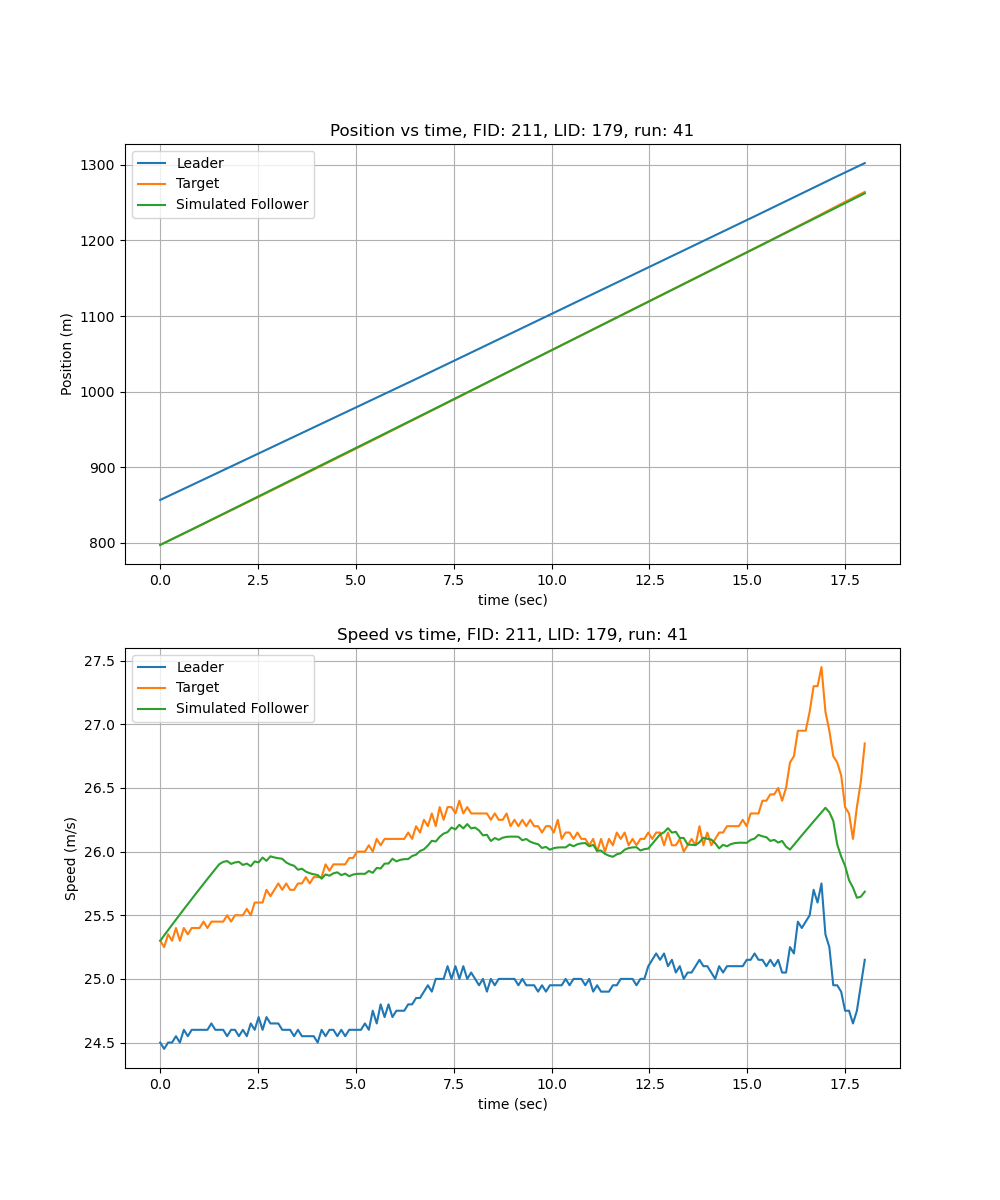 Position vs time, FID: 211, LID: 179, run: 41
Leader
Target
Simulated Follower
1300
1200
1100
1000
900
800
Position (m)
0.0 2.5 5.0 7.5 10.0 12.5 15.0 17.5
time (sec)
Speed vs time, FID: 211, LID: 179, run: 41
Leader
Target
Simulated Follower
27.5
27.0
26.5
26.0
25.5
25.0
24.5
Speed (m/s)
0.0 2.5 5.0 7.5 10.0 12.5 15.0 17.5
time (sec)